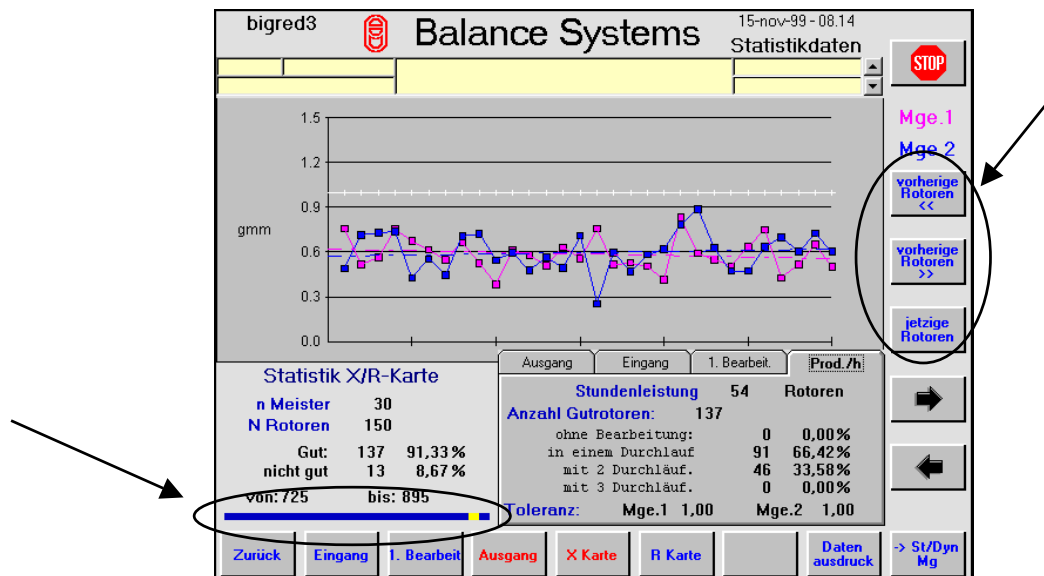 bigred3
Balance Systems
15-nov-99 - 08.14
Statistikdaten
STOP
Mge.1
Mge.2
vorherige
Rotoren
<<
vorherige
Rotoren
>>
jetzige
Rotoren
1.5
1.2
0.9
gmm
0.6
0.3
0.0
Statistik X/R-Karte
n Meister 30
N Rotoren 150
Gut: 137 91,33%
nicht gut 13 8,67%
von: 725 bis: 895
Ausgang Eingang 1. Bearbeit. Prod./h
Stundenleistung 54 Rotoren
Anzahl Gutrotoren: 137
ohne Bearbeitung: 0 0,00%
in einem Durchlauf 91 66,42%
mit 2 Durchläuf. 46 33,58%
mit 3 Durchläuf. 0 0,00%
Toleranz: Mge.1 1,00 Mge.2 1,00
Zurück Eingang 1. Bearbeit Ausgang X Karte R Karte
Daten
ausdruck
-> St/Dyn
Mg